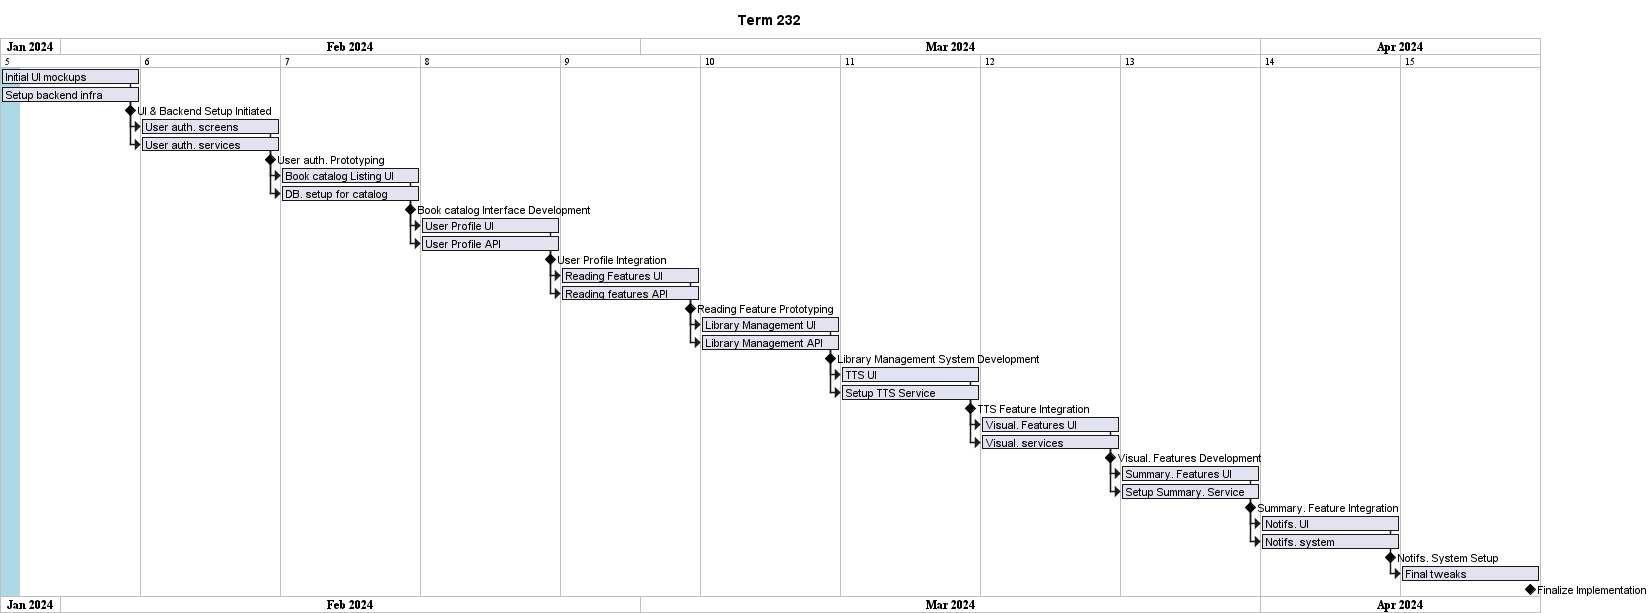 Term 232
Jan 2024 Feb 2024 Mar 2024 Apr 2024
5 6 7 8 9 10 11 12 13 14 15
Initial UI mockups
Setup backend infra
UI & Backend Setup Initiated
User auth. screens
User auth. services
User auth. Prototyping
Book catalog Listing UI
DB. setup for catalog
Book catalog Interface Development
User Profile UI
User Profile API
User Profile Integration
Reading Features UI
Reading features API
Reading Feature Prototyping
Library Management UI
Library Management API
Library Management System Development
TTS UI
Setup TTS Service
TTS Feature Integration
Visual. Features UI
Visual. services
Visual. Features Development
Summary. Features UI
Setup Summary. Service
Summary. Feature Integration
Notifs. UI
Notifs. system
Notifs. System Setup
Final tweaks
Finalize Implementation
Jan 2024 Feb 2024 Mar 2024 Apr 2024